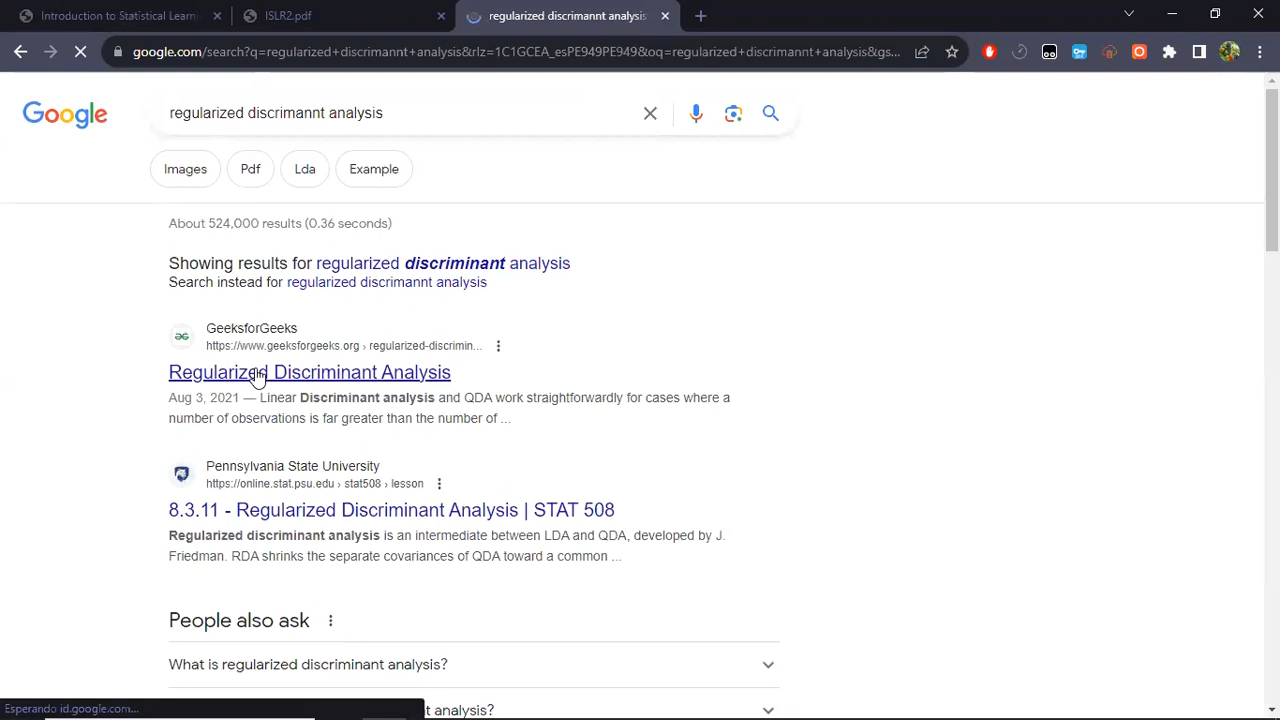 Introduction to Statistical Learn
ISLR2.pdf
regularized discrimannt analysis
google.com/search?q=regularized+discrimannt+analysis&rlz=1C1GCEA_esPE949PE949&oq=regularized+discrimannt+analysis&gs...
Google
regularized discrimannt analysis
Images
Pdf
Lda
Example
About 524,000 results (0.36 seconds)
Showing results for regularized discriminant analysis
Search instead for regularized discrimannt analysis
GeeksforGeeks
https://www.geeksforgeeks.org › regularized-discrimin...
Regularized Discriminant Analysis
Aug 3, 2021 — Linear Discriminant analysis and QDA work straightforwardly for cases where a
number of observations is far greater than the number of ...
Pennsylvania State University
https://online.stat.psu.edu › stat508 › lesson
8.3.11 - Regularized Discriminant Analysis | STAT 508
Regularized discriminant analysis is an intermediate between LDA and QDA, developed by J.
Friedman. RDA shrinks the separate covariances of QDA toward a common ...
People also ask
What is regularized discriminant analysis?
nt analysis?
Esperando id.google.com...